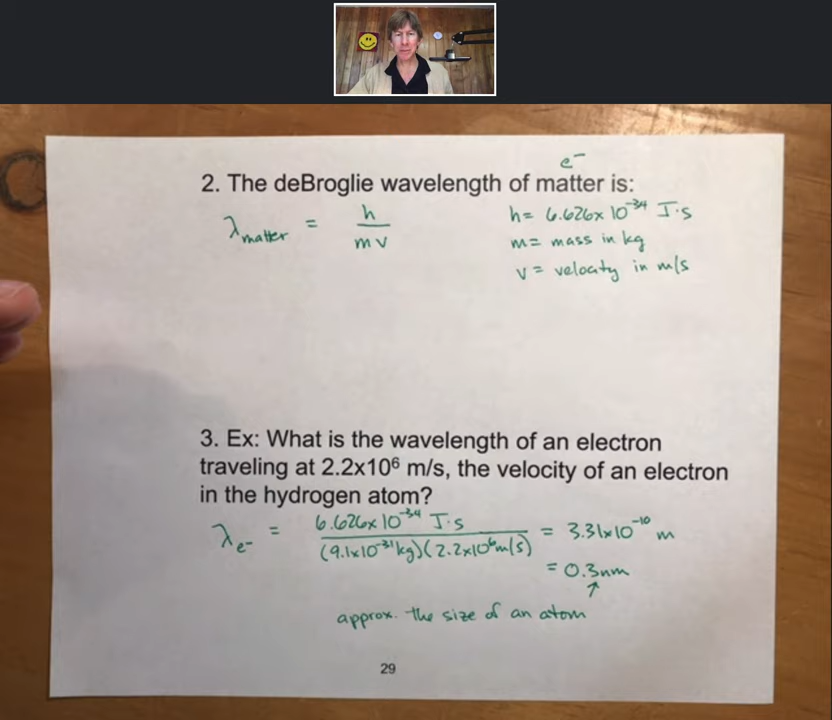 e⁻
2. The deBroglie wavelength of matter is:
λmatter = h / mv
h = 6.626x10⁻³⁴ J·s
m = mass in kg
v = velocity in m/s
3. Ex: What is the wavelength of an electron
traveling at 2.2x10⁶ m/s, the velocity of an electron
in the hydrogen atom?
λe⁻ = 6.626x10⁻³⁴ J·s / (9.1x10⁻³¹kg)(2.2x10⁶m/s) = 3.31x10⁻¹⁰ m
= 0.3nm
↑
approx. the size of an atom
29